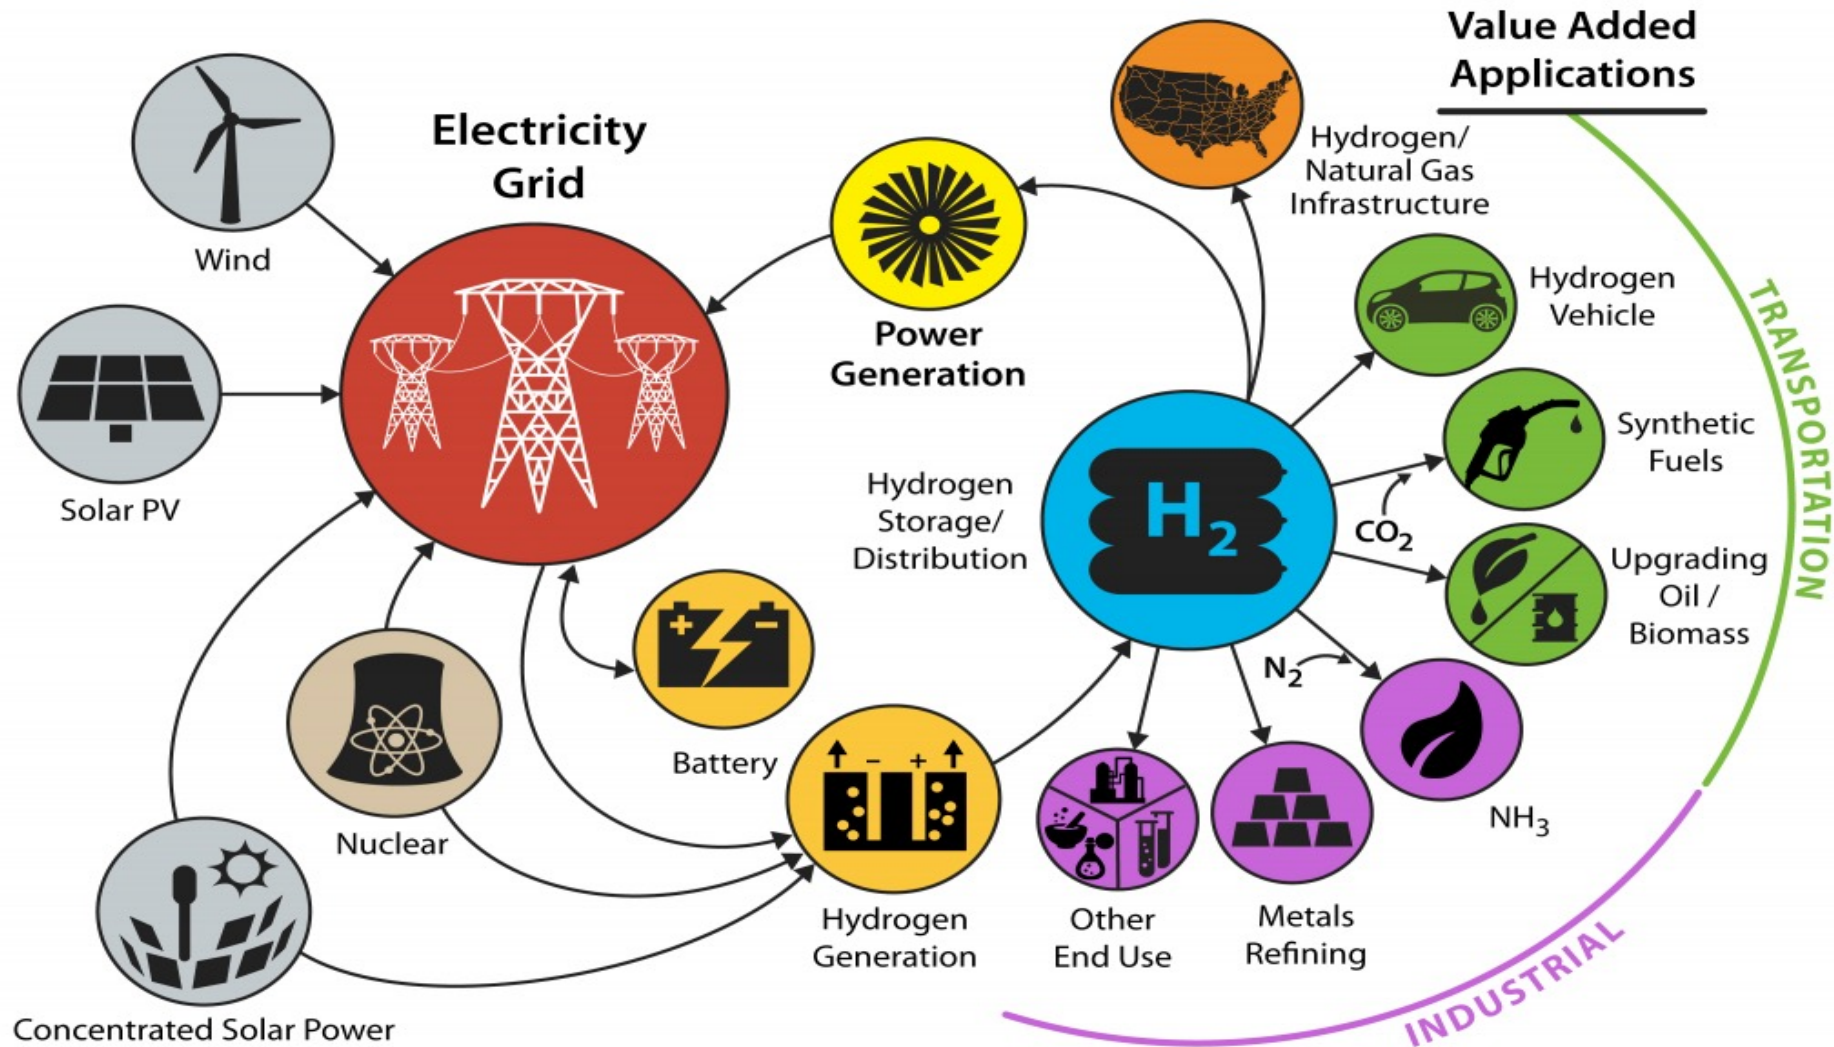 Value Added
Applications
Electricity
Grid
Wind
Solar PV
Hydrogen/
Natural Gas
Infrastructure
Power
Generation
Hydrogen
Vehicle
TRANSPORTATION
Synthetic
Fuels
Hydrogen
Storage/
Distribution
H2
CO2
Upgrading
Oil /
Biomass
+ -
Battery
N2
NH3
Nuclear
- +
Hydrogen
Generation
Other
End Use
Metals
Refining
INDUSTRIAL
Concentrated Solar Power